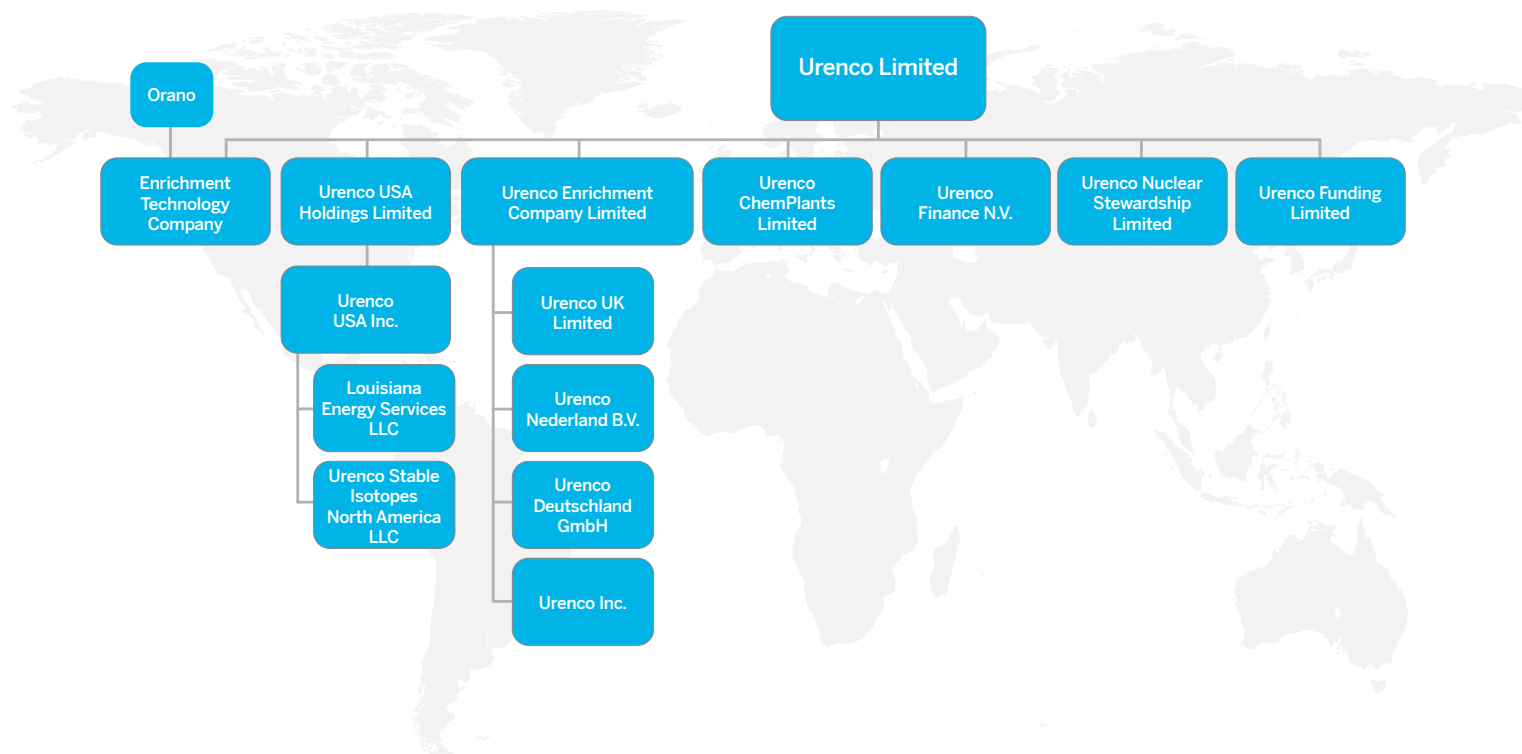 Urenco Limited
Orano
Enrichment
Technology
Company
Urenco USA
Holdings Limited
Urenco Enrichment
Company Limited
Urenco
ChemPlants
Limited
Urenco
Finance N.V.
Urenco Nuclear
Stewardship
Limited
Urenco Funding
Limited
Urenco
USA Inc.
Louisiana
Energy Services
LLC
Urenco Stable
Isotopes
North America
LLC
Urenco UK
Limited
Urenco
Nederland B.V.
Urenco
Deutschland
GmbH
Urenco Inc.